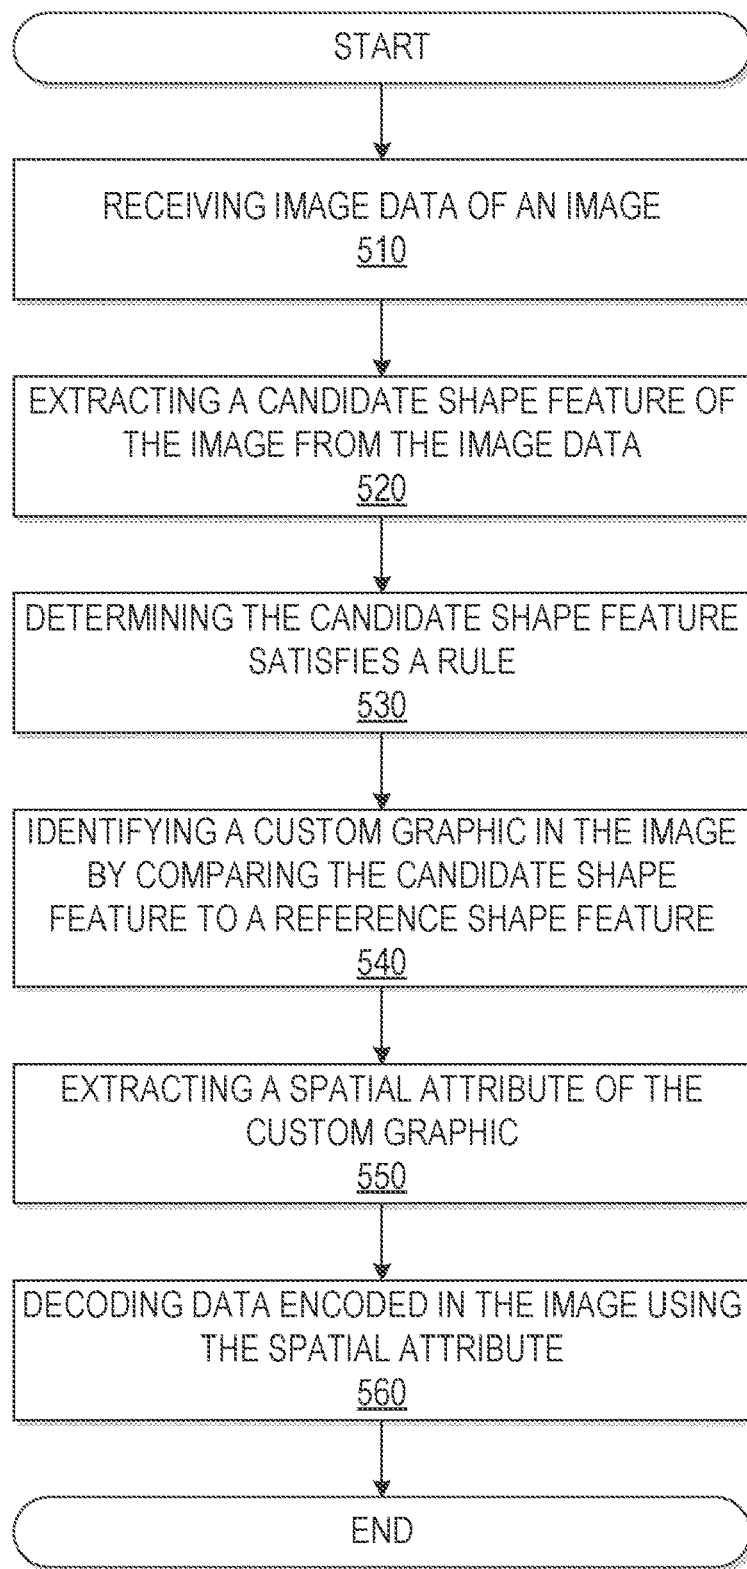 START
RECEIVING IMAGE DATA OF AN IMAGE
510
EXTRACTING A CANDIDATE SHAPE FEATURE OF
THE IMAGE FROM THE IMAGE DATA
520
DETERMINING THE CANDIDATE SHAPE FEATURE
SATISFIES A RULE
530
IDENTIFYING A CUSTOM GRAPHIC IN THE IMAGE
BY COMPARING THE CANDIDATE SHAPE
FEATURE TO A REFERENCE SHAPE FEATURE
540
EXTRACTING A SPATIAL ATTRIBUTE OF THE
CUSTOM GRAPHIC
550
DECODING DATA ENCODED IN THE IMAGE USING
THE SPATIAL ATTRIBUTE
560
END